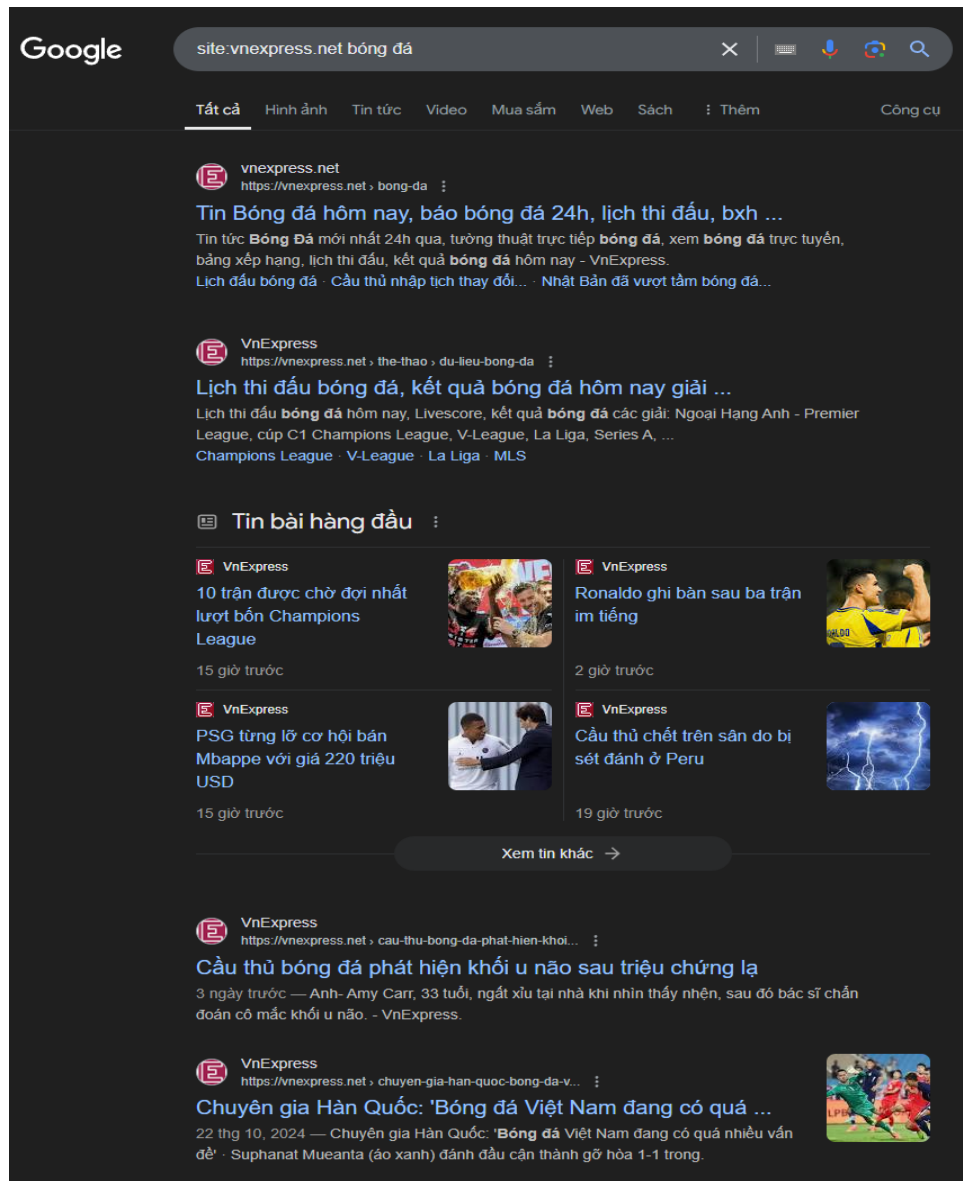 Google
site:vnexpress.net bóng đá
Tất cả Hình ảnh Tin tức Video Mua sắm Web Sách Thêm Công cụ
vnexpress.net
https://vnexpress.net › bong-da
Tin Bóng đá hôm nay, báo bóng đá 24h, lịch thi đấu, bxh ...
Tin tức Bóng Đá mới nhất 24h qua, tường thuật trực tiếp bóng đá, xem bóng đá trực tuyến,
bảng xếp hạng, lịch thi đấu, kết quả bóng đá hôm nay - VnExpress.
Lịch đấu bóng đá · Cầu thủ nhập tịch thay đổi... · Nhật Bản đã vượt tầm bóng đá...
VnExpress
https://vnexpress.net › the-thao › du-lieu-bong-da
Lịch thi đấu bóng đá, kết quả bóng đá hôm nay giải ...
Lịch thi đấu bóng đá hôm nay, Livescore, kết quả bóng đá các giải: Ngoại Hạng Anh - Premier
League, cúp C1 Champions League, V-League, La Liga, Series A, ...
Champions League · V-League · La Liga · MLS
Tin bài hàng đầu
VnExpress
10 trận được chờ đợi nhất
lượt bốn Champions
League
15 giờ trước
VnExpress
Ronaldo ghi bàn sau ba trận
im tiếng
2 giờ trước
VnExpress
PSG từng lỡ cơ hội bán
Mbappe với giá 220 triệu
USD
15 giờ trước
VnExpress
Cầu thủ chết trên sân do bị
sét đánh ở Peru
19 giờ trước
Xem tin khác →
VnExpress
https://vnexpress.net › cau-thu-bong-da-phat-hien-khoi...
Cầu thủ bóng đá phát hiện khối u não sau triệu chứng lạ
3 ngày trước — Anh- Amy Carr, 33 tuổi, ngất xỉu tại nhà khi nhìn thấy nhện, sau đó bác sĩ chẩn
đoán cô mắc khối u não. - VnExpress.
VnExpress
https://vnexpress.net › chuyen-gia-han-quoc-bong-da-v...
Chuyên gia Hàn Quốc: 'Bóng đá Việt Nam đang có quá ...
22 thg 10, 2024 — Chuyên gia Hàn Quốc: 'Bóng đá Việt Nam đang có quá nhiều vấn
đề' · Suphanat Mueanta (áo xanh) đánh đầu cận thành gỡ hòa 1-1 trong.